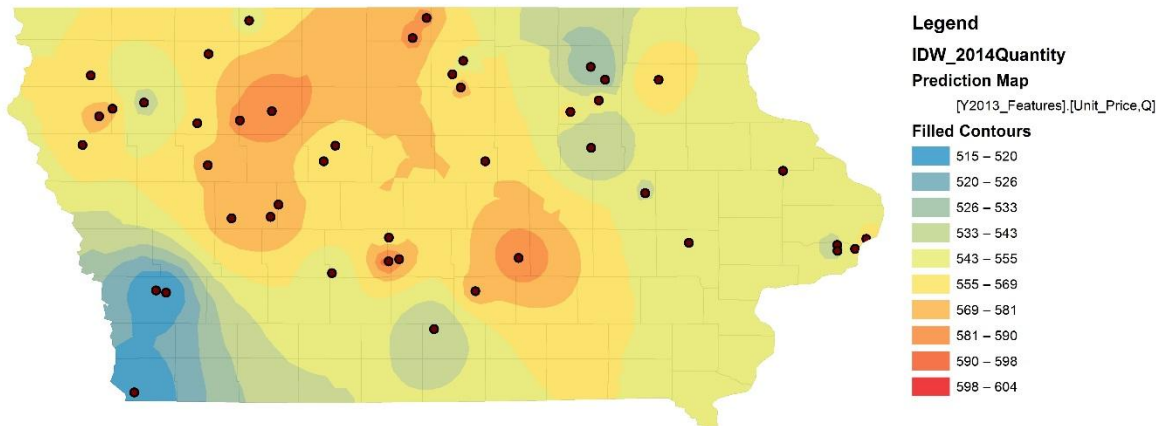 Legend
IDW_2014Quantity
Prediction Map
[Y2013_Features].[Unit_Price,Q]
Filled Contours
515 – 520
520 – 526
526 – 533
533 – 543
543 – 555
555 – 569
569 – 581
581 – 590
590 – 598
598 – 604